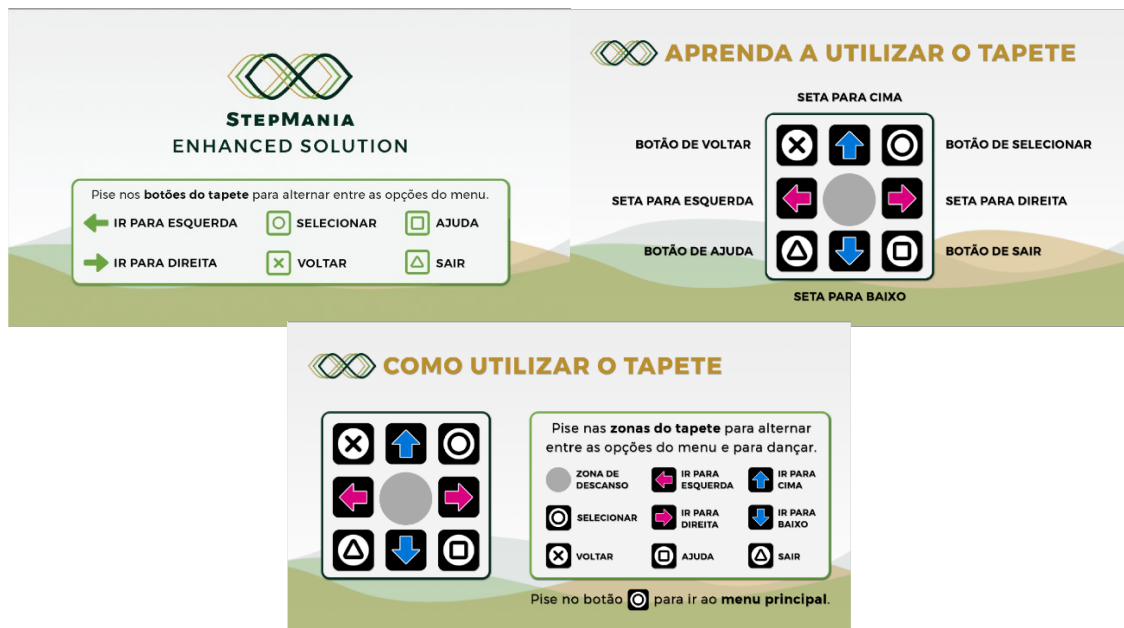 STEPMANIA
ENHANCED SOLUTION
Pise nos botões do tapete para alternar entre as opções do menu.
IR PARA ESQUERDA
SELECIONAR
AJUDA
IR PARA DIREITA
VOLTAR
SAIR
APRENDA A UTILIZAR O TAPETE
SETA PARA CIMA
BOTÃO DE VOLTAR
BOTÃO DE SELECIONAR
SETA PARA ESQUERDA
SETA PARA DIREITA
BOTÃO DE AJUDA
BOTÃO DE SAIR
SETA PARA BAIXO
COMO UTILIZAR O TAPETE
Pise nas zonas do tapete para alternar
entre as opções do menu e para dançar.
ZONA DE
DESCANSO
IR PARA
ESQUERDA
IR PARA
CIMA
SELECIONAR
IR PARA
DIREITA
IR PARA
BAIXO
VOLTAR
AJUDA
SAIR
Pise no botão para ir ao menu principal.